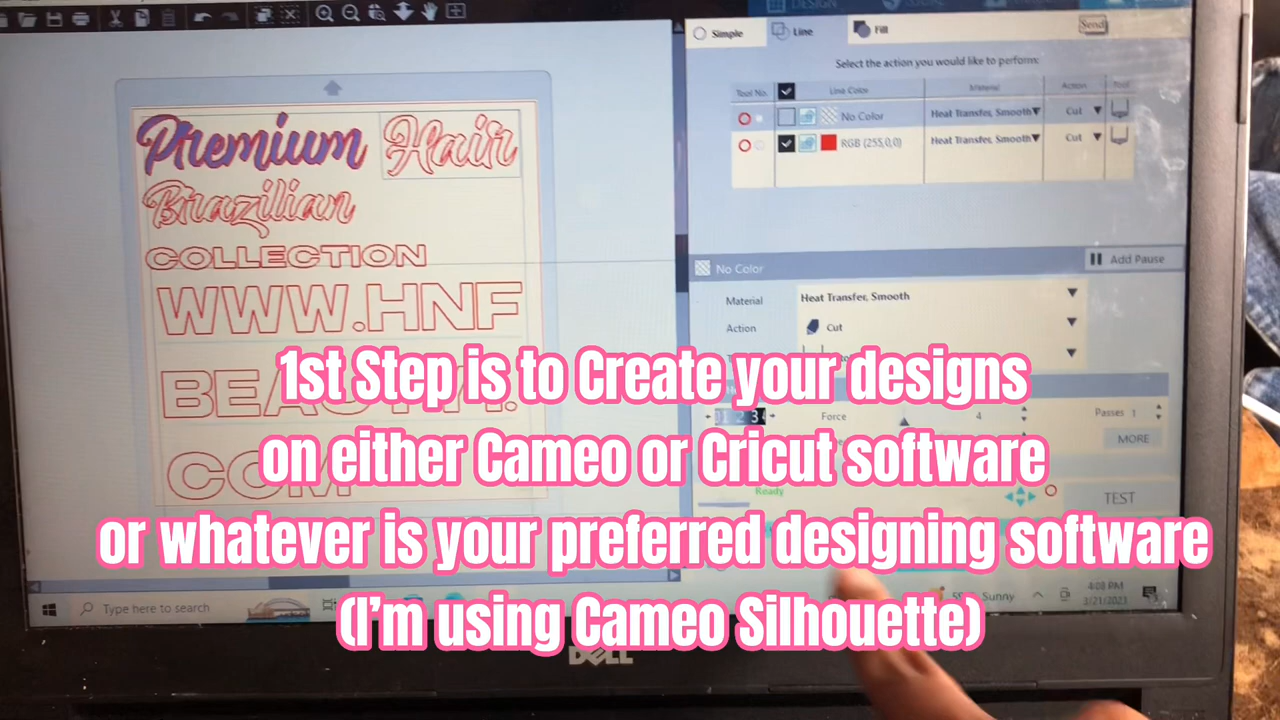 DESIGN
Simple
Line
Fill
Send
Select the action you would like to perform:
Tool No.
Line Color
Material
Action
Tool
No Color
Heat Transfer, Smooth
Cut
RGB (255,0,0)
Heat Transfer, Smooth
Cut
Premium Hair
Brazilian
COLLECTION
WWW.HNF
COM
No Color
Add Pause
Material
Heat Transfer, Smooth
Action
Cut
Force
4
Passes 1
MORE
Ready
TEST
1st Step is to Create your designs
on either Cameo or Cricut software
or whatever is your preferred designing software
(I'm using Cameo Silhouette)
Type here to search
Sunny
4:08 PM
3/21/2023
DELL